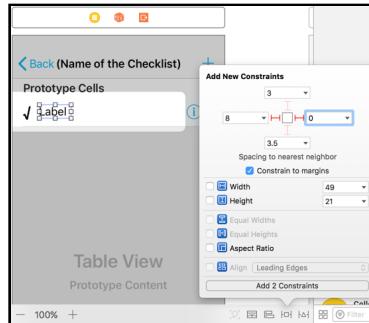 Back (Name of the Checklist) +
Prototype Cells
√ Label
Table View
Prototype Content
Add New Constraints
3
8
0
3.5
Spacing to nearest neighbor
Constrain to margins
Width 49
Height 21
Equal Widths
Equal Heights
Aspect Ratio
Align Leading Edges
Add 2 Constraints
− 100% +
Filter